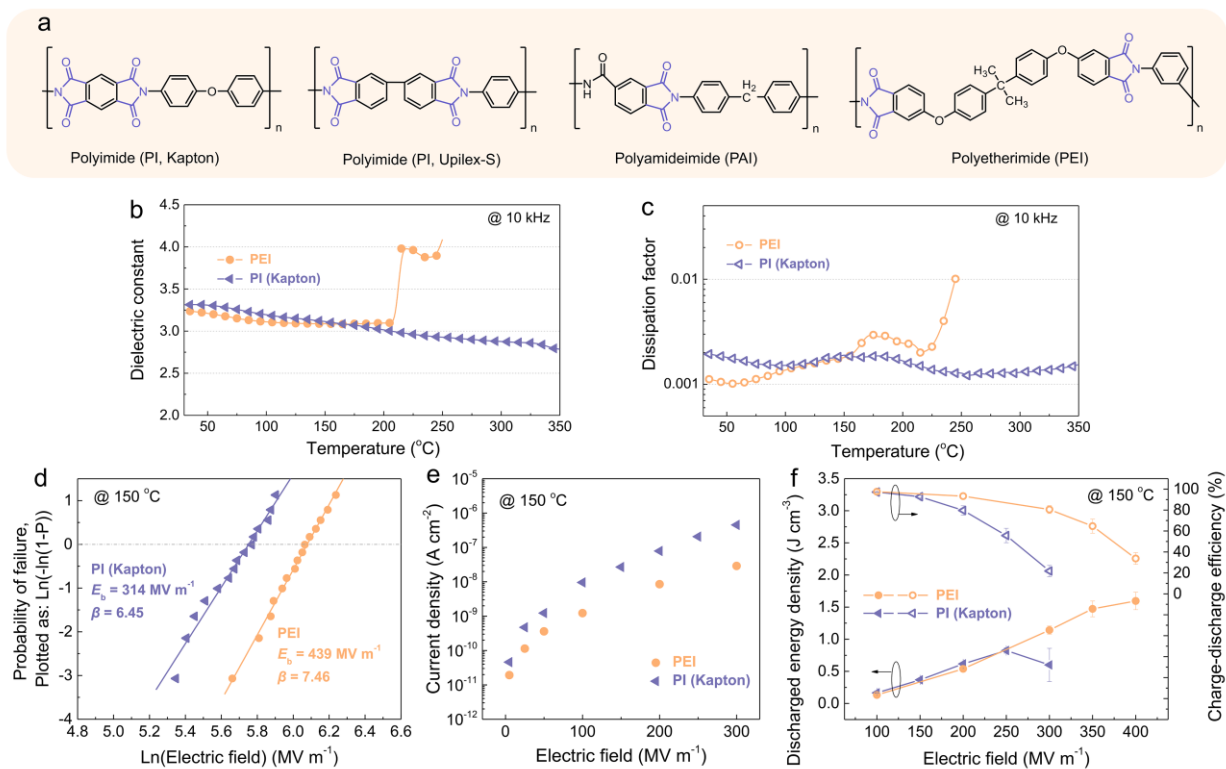 a
O O O O
N N O n
O O O O
Polyimide (PI, Kapton)
O O O O
N N n
O O O O
Polyimide (PI, Upilex-S)
O O
N H N CH2 n
O
Polyamideimide (PAI)
O O
N O CH3 CH3 O N n
O O
Polyetherimide (PEI)
b
@ 10 kHz
PEI
PI (Kapton)
Dielectric constant
4.5
4.0
3.5
3.0
2.5
2.0
50 100 150 200 250 300 350
Temperature (°C)
c
@ 10 kHz
PEI
PI (Kapton)
Dissipation factor
0.01
0.001
50 100 150 200 250 300 350
Temperature (°C)
d
@ 150 °C
Probability of failure,
Plotted as: Ln(-ln(1-P))
1
0
-1
-2
-3
-4
PI (Kapton)
Eb = 314 MV m⁻¹
β = 6.45
PEI
Eb = 439 MV m⁻¹
β = 7.46
5.0 5.2 5.4 5.6 5.8 6.0 6.2 6.4 6.6
Ln(Electric field) (MV m⁻¹)
e
@ 150 °C
Current density (A cm⁻²)
10⁻⁵
10⁻⁶
10⁻⁷
10⁻⁸
10⁻⁹
10⁻¹⁰
10⁻¹¹
10⁻¹²
PEI
PI (Kapton)
0 50 100 150 200 250 300
Electric field (MV m⁻¹)
f
@ 150 °C
Discharged energy density (J cm⁻³)
3.5
3.0
2.5
2.0
1.5
1.0
0.5
0.0
PEI
PI (Kapton)
Charge-discharge efficiency (%)
100
80
60
40
20
0
100 150 200 250 300 350 400
Electric field (MV m⁻¹)